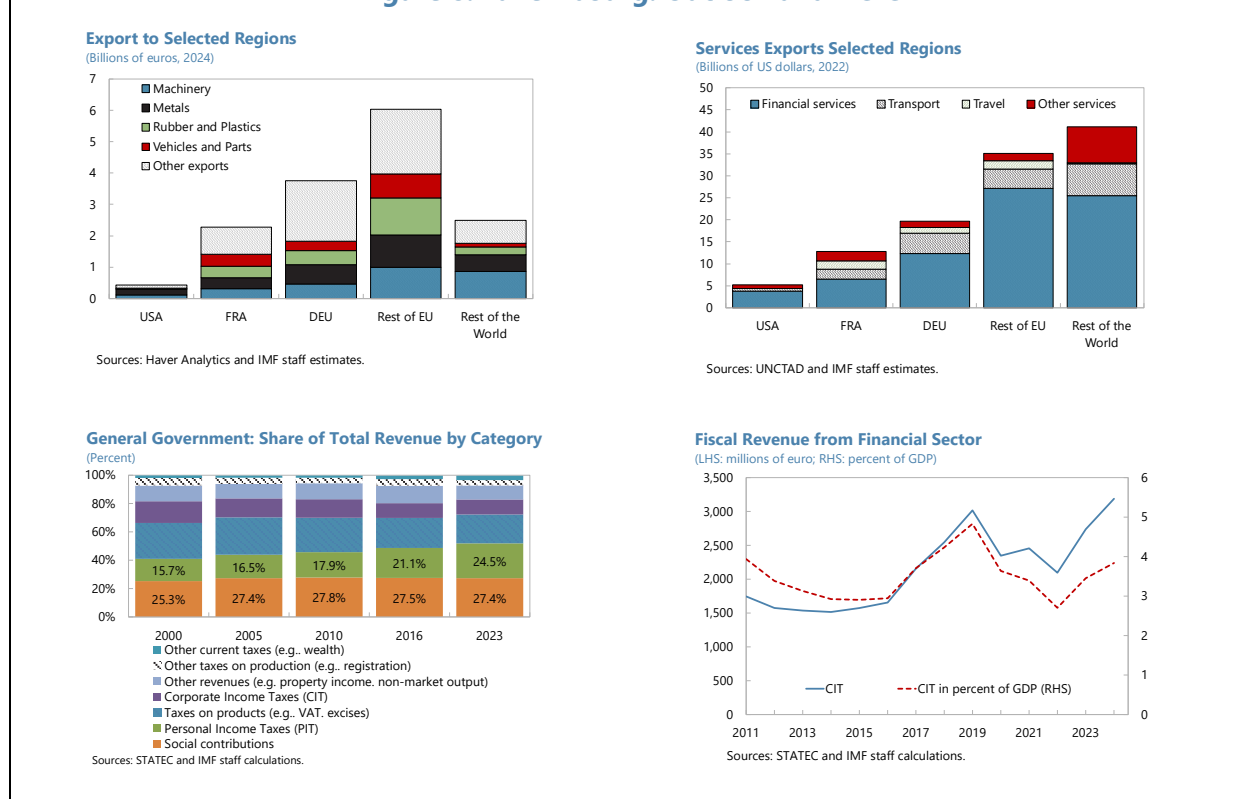 Export to Selected Regions
(Billions of euros, 2024)
7
6
5
4
3
2
1
0
Machinery
Metals
Rubber and Plastics
Vehicles and Parts
Other exports
USA
FRA
DEU
Rest of EU
Rest of the
World
Sources: Haver Analytics and IMF staff estimates.
Services Exports Selected Regions
(Billions of US dollars, 2022)
50
45
40
35
30
25
20
15
10
5
0
Financial services
Transport
Travel
Other services
USA
FRA
DEU
Rest of EU
Rest of the
World
Sources: UNCTAD and IMF staff estimates.
General Government: Share of Total Revenue by Category
(Percent)
100%
80%
60%
40%
20%
0%
15.7%
16.5%
17.9%
21.1%
24.5%
25.3%
27.4%
27.8%
27.5%
27.4%
2000
2005
2010
2016
2023
Other current taxes (e.g.. wealth)
Other taxes on production (e.g.. registration)
Other revenues (e.g. property income. non-market output)
Corporate Income Taxes (CIT)
Taxes on products (e.g.. VAT. excises)
Personal Income Taxes (PIT)
Social contributions
Sources: STATEC and IMF staff calculations.
Fiscal Revenue from Financial Sector
(LHS: millions of euro; RHS: percent of GDP)
3,500
3,000
2,500
2,000
1,500
1,000
500
0
6
5
4
3
2
1
0
CIT
CIT in percent of GDP (RHS)
2011
2013
2015
2017
2019
2021
2023
Sources: STATEC and IMF staff calculations.